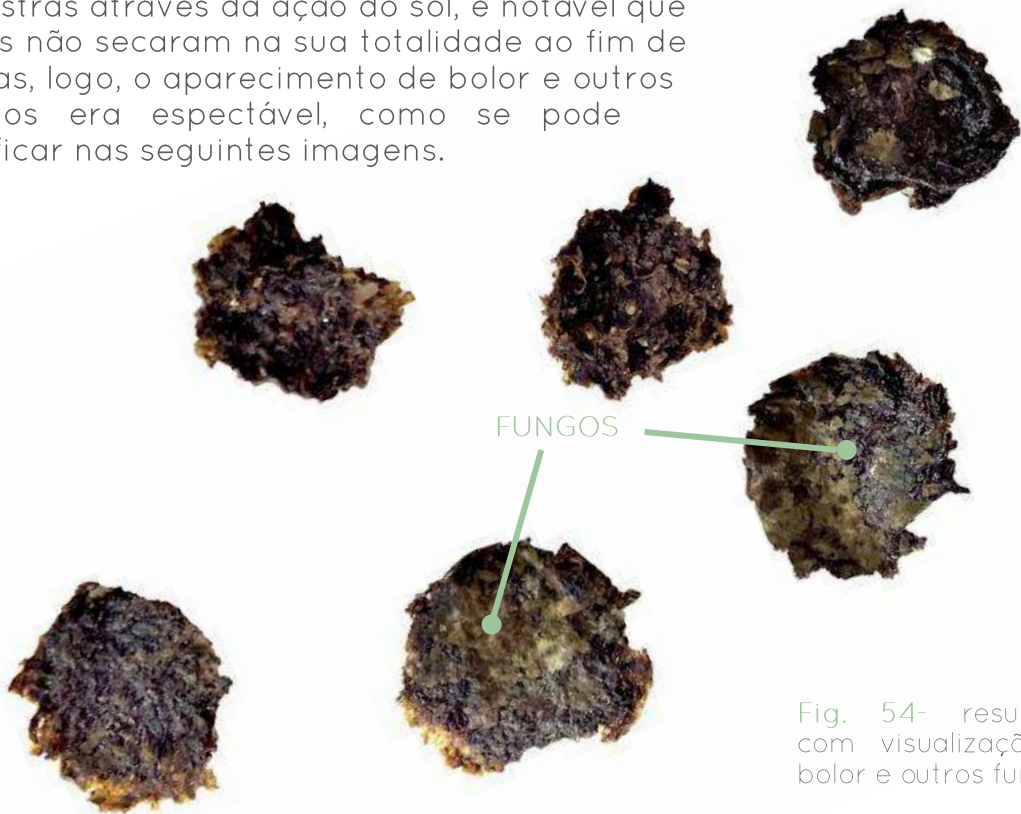 stras através da ação do sol, é notável que
s não secaram na sua totalidade ao fim de
as, logo, o aparecimento de bolor e outros
os era espectável, como se pode
ficar nas seguintes imagens.
FUNGOS
Fig. 54- resu
com visualizaçã
bolor e outros fu